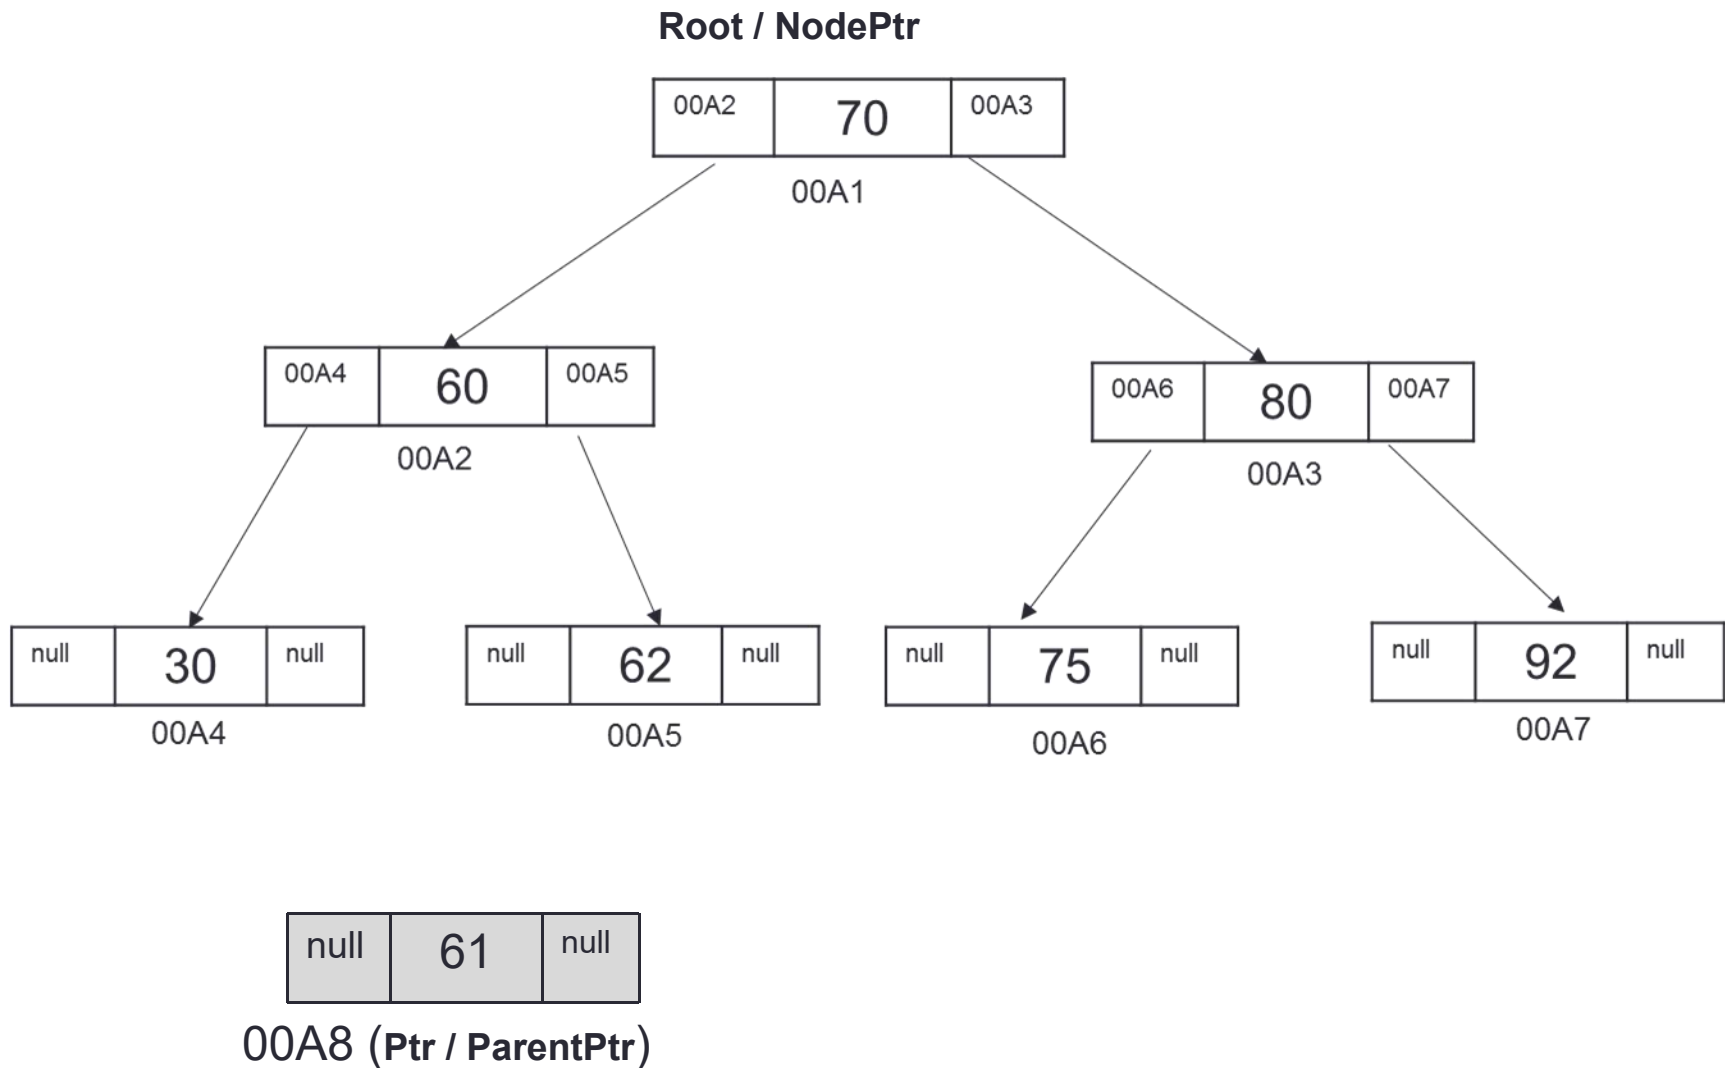 Root / NodePtr
00A2 70 00A3
00A1
00A4 60 00A5
00A2
00A6 80 00A7
00A3
null 30 null
00A4
null 62 null
00A5
null 75 null
00A6
null 92 null
00A7
null 61 null
00A8 (Ptr / ParentPtr)